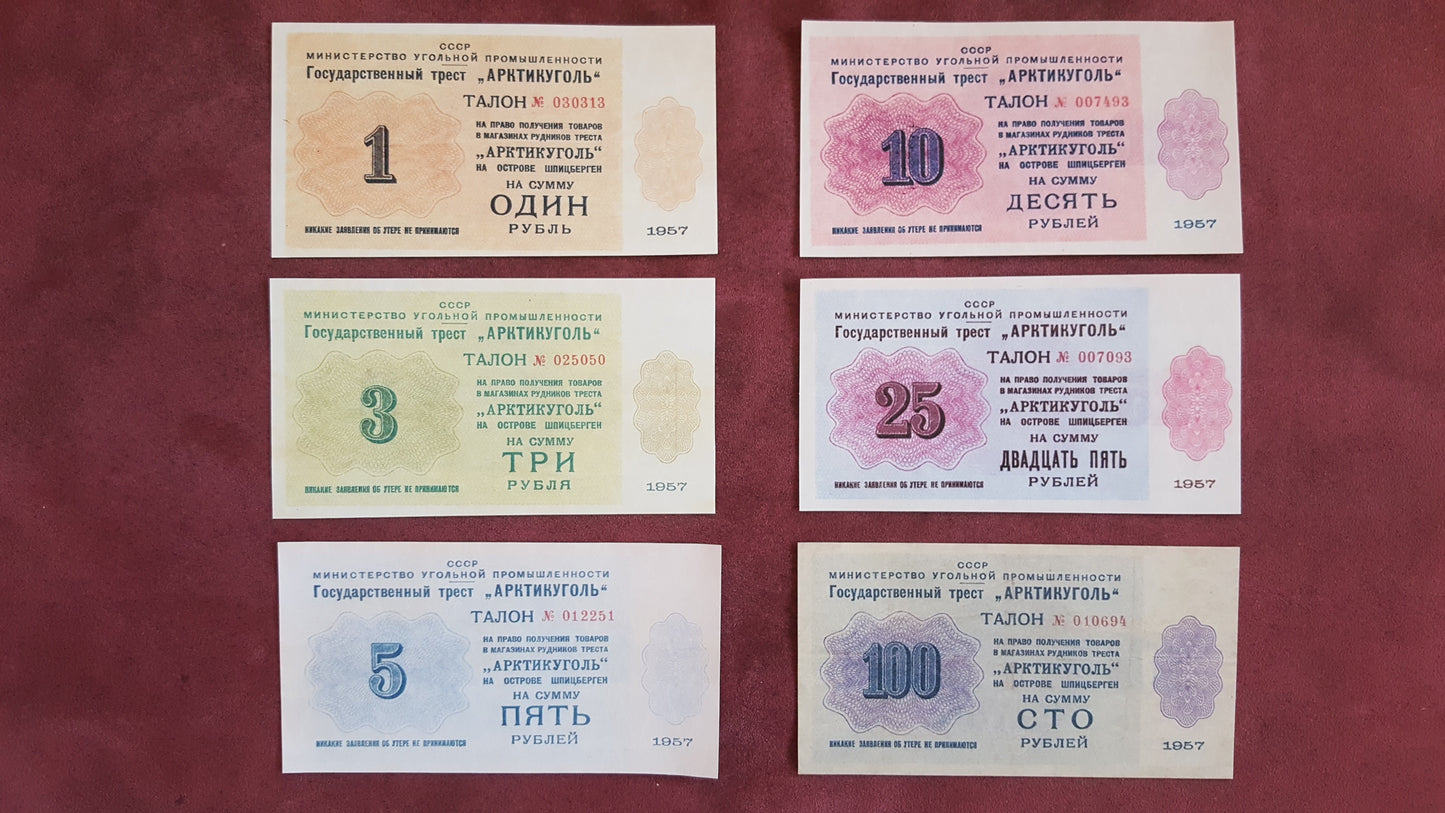 СССР
МИНИСТЕРСТВО УГОЛЬНОЙ ПРОМЫШЛЕННОСТИ
Государственный трест „АРКТИКУГОЛЬ“
ТАЛОН № 030313
1
НА ПРАВО ПОЛУЧЕНИЯ ТОВАРОВ
В МАГАЗИНАХ РУДНИКОВ ТРЕСТА
„АРКТИКУГОЛЬ“
НА ОСТРОВЕ ШПИЦБЕРГЕН
НА СУММУ
ОДИН
РУБЛЬ
НИКАКИЕ ЗАЯВЛЕНИЯ ОБ УТЕРЕ НЕ ПРИНИМАЮТСЯ
1957
СССР
МИНИСТЕРСТВО УГОЛЬНОЙ ПРОМЫШЛЕННОСТИ
Государственный трест „АРКТИКУГОЛЬ“
ТАЛОН № 025050
3
НА ПРАВО ПОЛУЧЕНИЯ ТОВАРОВ
В МАГАЗИНАХ РУДНИКОВ ТРЕСТА
„АРКТИКУГОЛЬ“
НА ОСТРОВЕ ШПИЦБЕРГЕН
НА СУММУ
ТРИ
РУБЛЯ
НИКАКИЕ ЗАЯВЛЕНИЯ ОБ УТЕРЕ НЕ ПРИНИМАЮТСЯ
1957
СССР
МИНИСТЕРСТВО УГОЛЬНОЙ ПРОМЫШЛЕННОСТИ
Государственный трест „АРКТИКУГОЛЬ“
ТАЛОН № 012251
5
НА ПРАВО ПОЛУЧЕНИЯ ТОВАРОВ
В МАГАЗИНАХ РУДНИКОВ ТРЕСТА
„АРКТИКУГОЛЬ“
НА ОСТРОВЕ ШПИЦБЕРГЕН
НА СУММУ
ПЯТЬ
РУБЛЕЙ
НИКАКИЕ ЗАЯВЛЕНИЯ ОБ УТЕРЕ НЕ ПРИНИМАЮТСЯ
1957
СССР
МИНИСТЕРСТВО УГОЛЬНОЙ ПРОМЫШЛЕННОСТИ
Государственный трест „АРКТИКУГОЛЬ“
ТАЛОН № 007493
10
НА ПРАВО ПОЛУЧЕНИЯ ТОВАРОВ
В МАГАЗИНАХ РУДНИКОВ ТРЕСТА
„АРКТИКУГОЛЬ“
НА ОСТРОВЕ ШПИЦБЕРГЕН
НА СУММУ
ДЕСЯТЬ
РУБЛЕЙ
НИКАКИЕ ЗАЯВЛЕНИЯ ОБ УТЕРЕ НЕ ПРИНИМАЮТСЯ
1957
СССР
МИНИСТЕРСТВО УГОЛЬНОЙ ПРОМЫШЛЕННОСТИ
Государственный трест „АРКТИКУГОЛЬ“
ТАЛОН № 007093
25
НА ПРАВО ПОЛУЧЕНИЯ ТОВАРОВ
В МАГАЗИНАХ РУДНИКОВ ТРЕСТА
„АРКТИКУГОЛЬ“
НА ОСТРОВЕ ШПИЦБЕРГЕН
НА СУММУ
ДВАДЦАТЬ ПЯТЬ
РУБЛЕЙ
НИКАКИЕ ЗАЯВЛЕНИЯ ОБ УТЕРЕ НЕ ПРИНИМАЮТСЯ
1957
СССР
МИНИСТЕРСТВО УГОЛЬНОЙ ПРОМЫШЛЕННОСТИ
Государственный трест „АРКТИКУГОЛЬ“
ТАЛОН № 010694
100
НА ПРАВО ПОЛУЧЕНИЯ ТОВАРОВ
В МАГАЗИНАХ РУДНИКОВ ТРЕСТА
„АРКТИКУГОЛЬ“
НА ОСТРОВЕ ШПИЦБЕРГЕН
НА СУММУ
СТО
РУБЛЕЙ
НИКАКИЕ ЗАЯВЛЕНИЯ ОБ УТЕРЕ НЕ ПРИНИМАЮТСЯ
1957